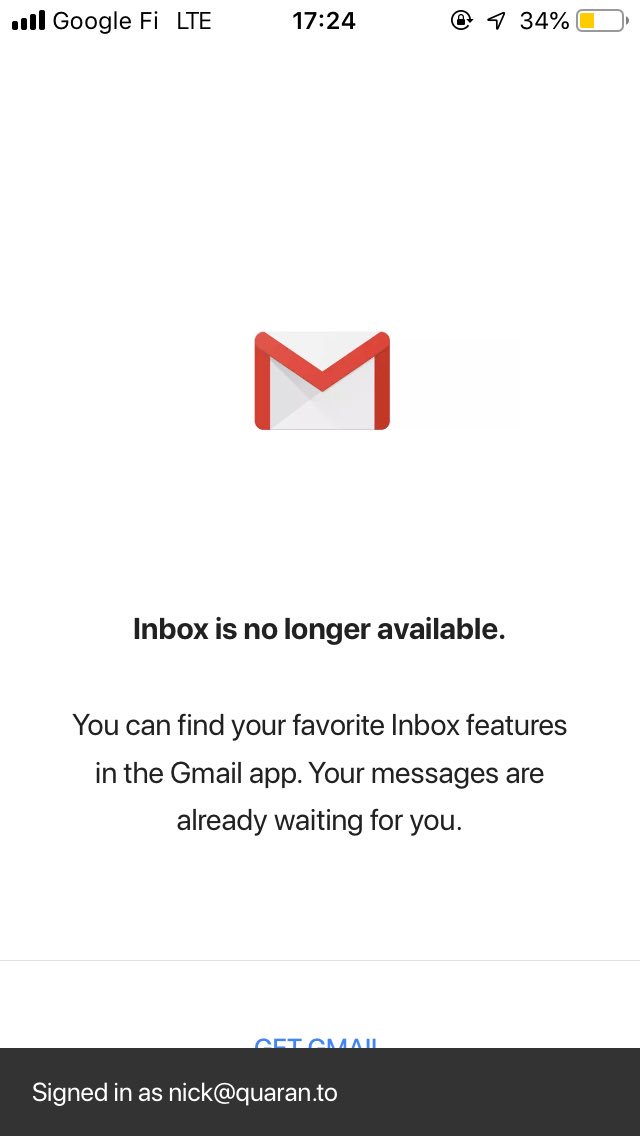 Google Fi LTE 17:24 34%
Inbox is no longer available.
You can find your favorite Inbox features
in the Gmail app. Your messages are
already waiting for you.
GET GMAIL
Signed in as nick@quaran.to